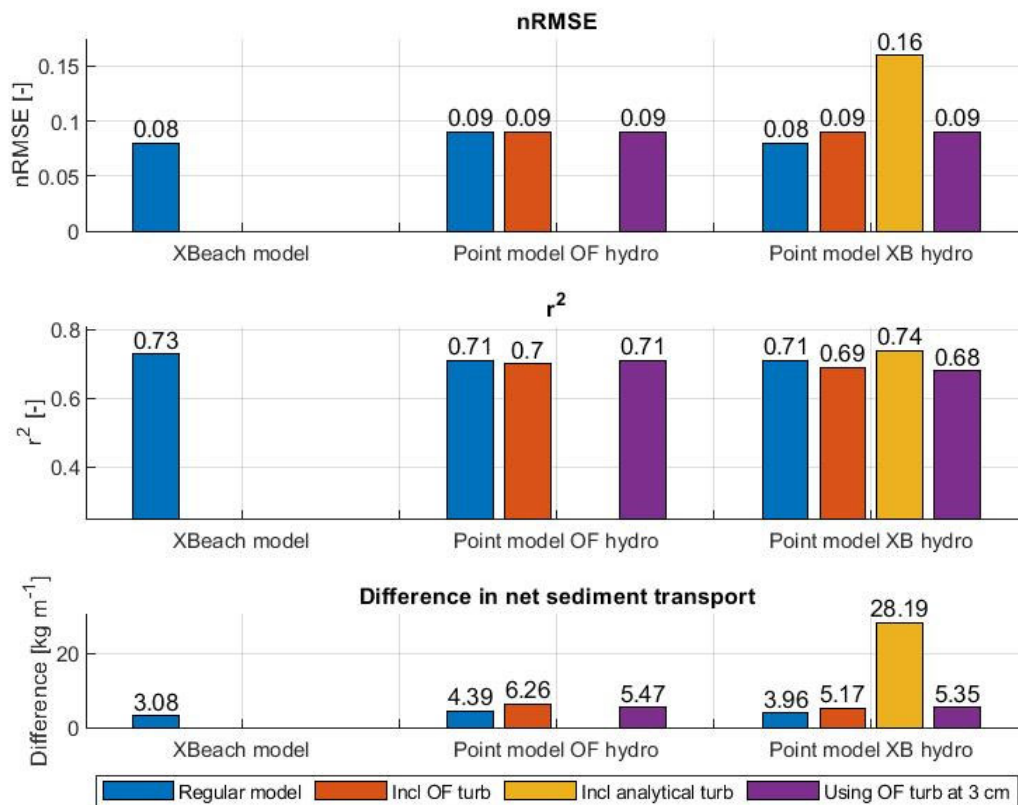 nRMSE
nRMSE [-]
0.15
0.1
0.05
0
0.08
0.09
0.09
0.09
0.08
0.09
0.16
0.09
XBeach model
Point model OF hydro
Point model XB hydro
r²
r² [-]
0.8
0.6
0.4
0.73
0.71
0.7
0.71
0.71
0.69
0.74
0.68
XBeach model
Point model OF hydro
Point model XB hydro
Difference in net sediment transport
Difference [kg m⁻¹]
20
0
3.08
4.39
6.26
5.47
3.96
5.17
28.19
5.35
XBeach model
Point model OF hydro
Point model XB hydro
Regular model
Incl OF turb
Incl analytical turb
Using OF turb at 3 cm